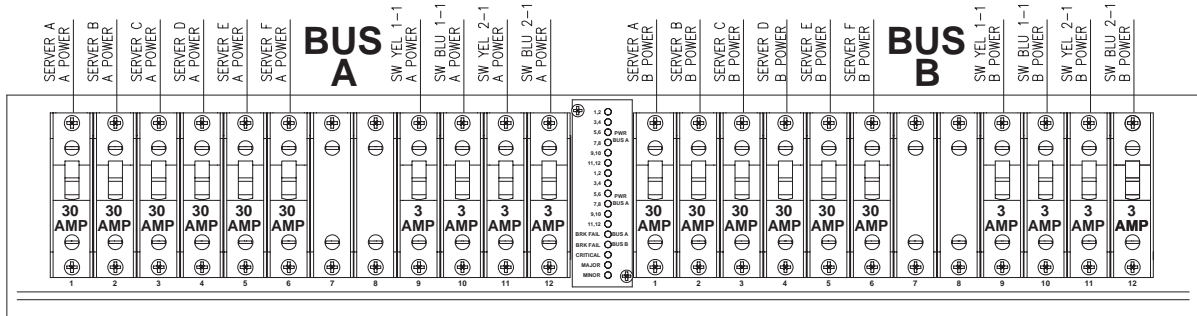 SERVER A
A POWER
SERVER B
A POWER
SERVER C
A POWER
SERVER D
A POWER
SERVER E
A POWER
SERVER F
A POWER
BUS
A
SW YEL 1-1
A POWER
SW BLU 1-1
A POWER
SW YEL 2-1
A POWER
SW BLU 2-1
A POWER
SERVER A
B POWER
SERVER B
B POWER
SERVER C
B POWER
SERVER D
B POWER
SERVER E
B POWER
SERVER F
B POWER
BUS
B
SW YEL 1-1
B POWER
SW BLU 1-1
B POWER
SW YEL 2-1
B POWER
SW BLU 2-1
B POWER
30
AMP
30
AMP
30
AMP
30
AMP
30
AMP
30
AMP
3
AMP
3
AMP
3
AMP
3
AMP
1 2 3 4 5 6 7 8 9 10 11 12
1,2
3,4
5,6
PWR
BUS A
7,8
9,10
11,12
1,2
3,4
5,6
PWR
BUS A
7,8
9,10
11,12
BRK FAIL BUS A
BRK FAIL BUS B
CRITICAL
MAJOR
MINOR
30
AMP
30
AMP
30
AMP
30
AMP
30
AMP
30
AMP
3
AMP
3
AMP
3
AMP
3
AMP
1 2 3 4 5 6 7 8 9 10 11 12